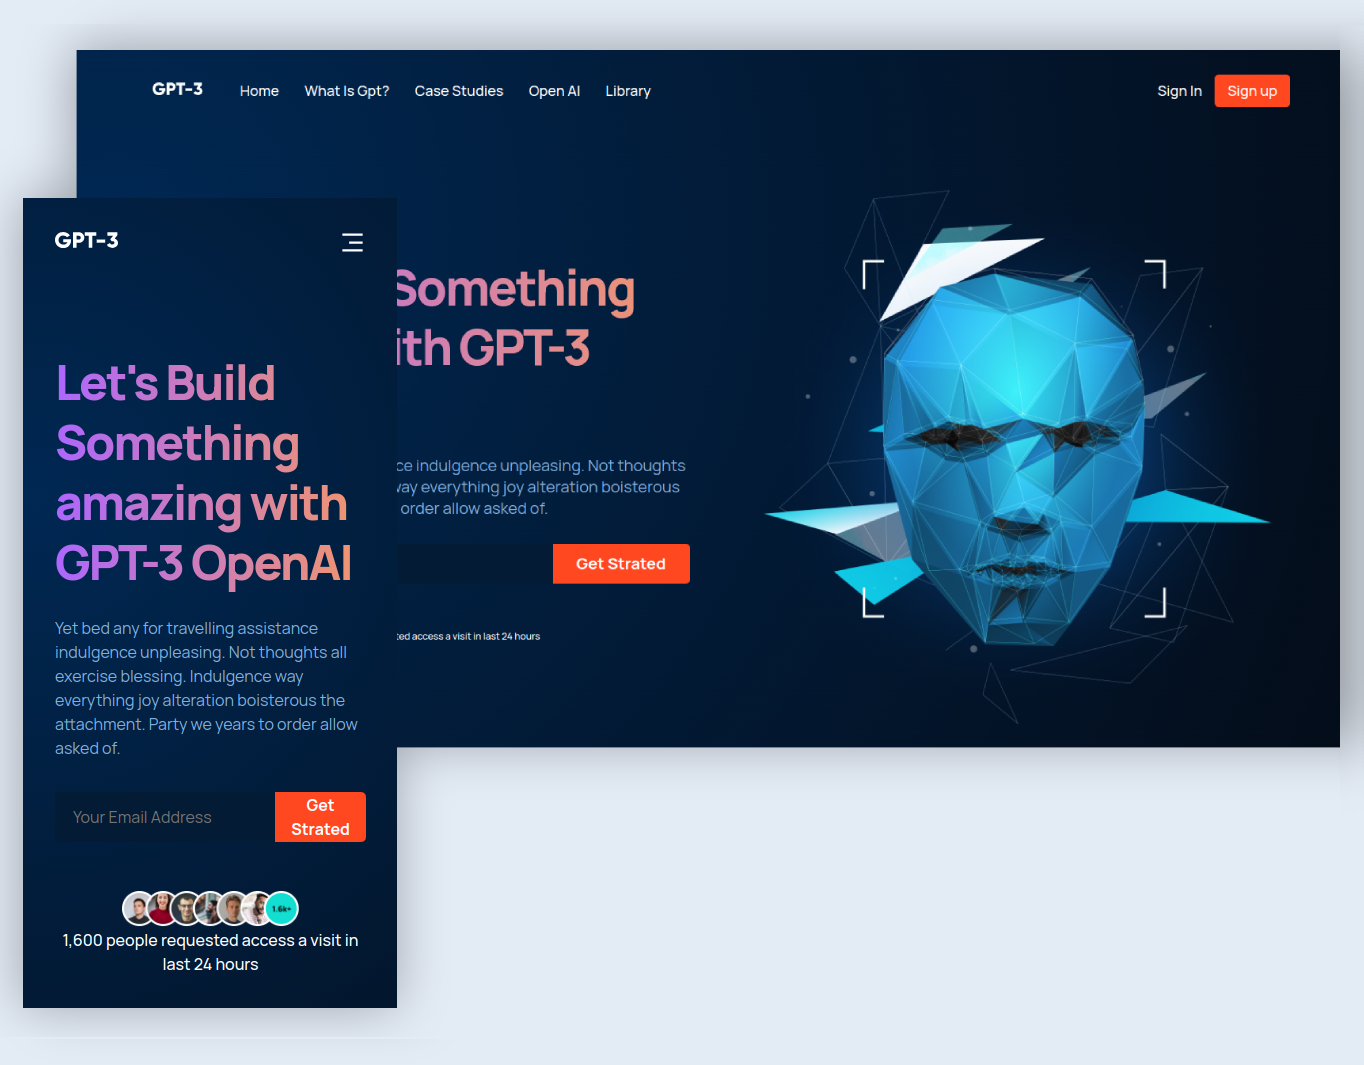 GPT-3 Home What Is Gpt? Case Studies Open AI Library Sign In Sign up
Something
ith GPT-3
ce indulgence unpleasing. Not thoughts
way everything joy alteration boisterous
order allow asked of.
Get Strated
ted access a visit in last 24 hours
GPT-3
Let's Build
Something
amazing with
GPT-3 OpenAI
Yet bed any for travelling assistance
indulgence unpleasing. Not thoughts all
exercise blessing. Indulgence way
everything joy alteration boisterous the
attachment. Party we years to order allow
asked of.
Your Email Address
Get
Strated
1.6k+
1,600 people requested access a visit in
last 24 hours